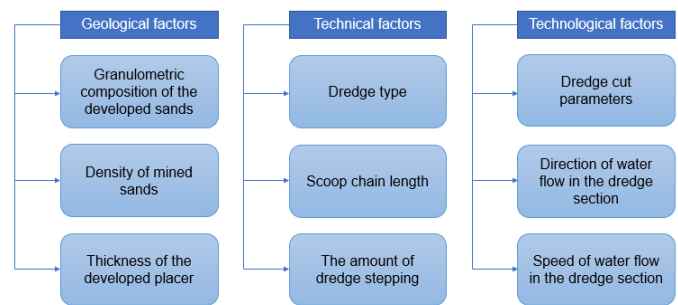 Geological factors
Granulometric
composition of the
developed sands
Density of mined
sands
Thickness of the
developed placer
Technical factors
Dredge type
Scoop chain length
The amount of
dredge stepping
Technological factors
Dredge cut
parameters
Direction of water
flow in the dredge
section
Speed of water flow
in the dredge section